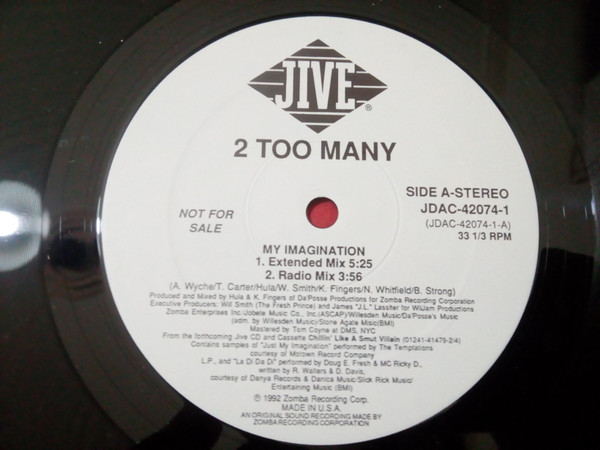 JIVE®
2 TOO MANY
NOT FOR
SALE
SIDE A-STEREO
JDAC-42074-1
(JDAC-42074-1-A)
33 1/3 RPM
MY IMAGINATION
1. Extended Mix 5:25
2. Radio Mix 3:56
(A. Wyche/T. Carter/Hula/W. Smith/K. Fingers/N. Whitfield/B. Strong)
Produced and Mixed by Hula & K. Fingers of Da'Posse Productions for Zomba Recording Corporation
Executive Producers: Will Smith (The Fresh Prince) and James "J.L." Lassiter for WilJam Productions
Zomba Enterprises Inc./Jobete Music Co., Inc.(ASCAP)/Willesden Music/Da'Posse's Music
(adm. by Willesden Music)/Stone Agate Music(BMI)
Mastered by Tom Coyne at DMS, NYC
From the forthcoming Jive CD and Cassette Chillin' Like A Smut Villain (01241-41479-2/4)
Contains samples of "Just My Imagination" performed by The Temptations
courtesy of Motown Record Company
L.P., and "La Di Da Di" performed by Doug E. Fresh & MC Ricky D.,
written by R. Walters & D. Davis,
courtesy of Danya Records & Danica Music/Slick Rick Music/
Entertaining Music (BMI)
℗ 1992 Zomba Recording Corp.
MADE IN U.S.A.
AN ORIGINAL SOUND RECORDING MADE BY
ZOMBA RECORDING CORPORATION